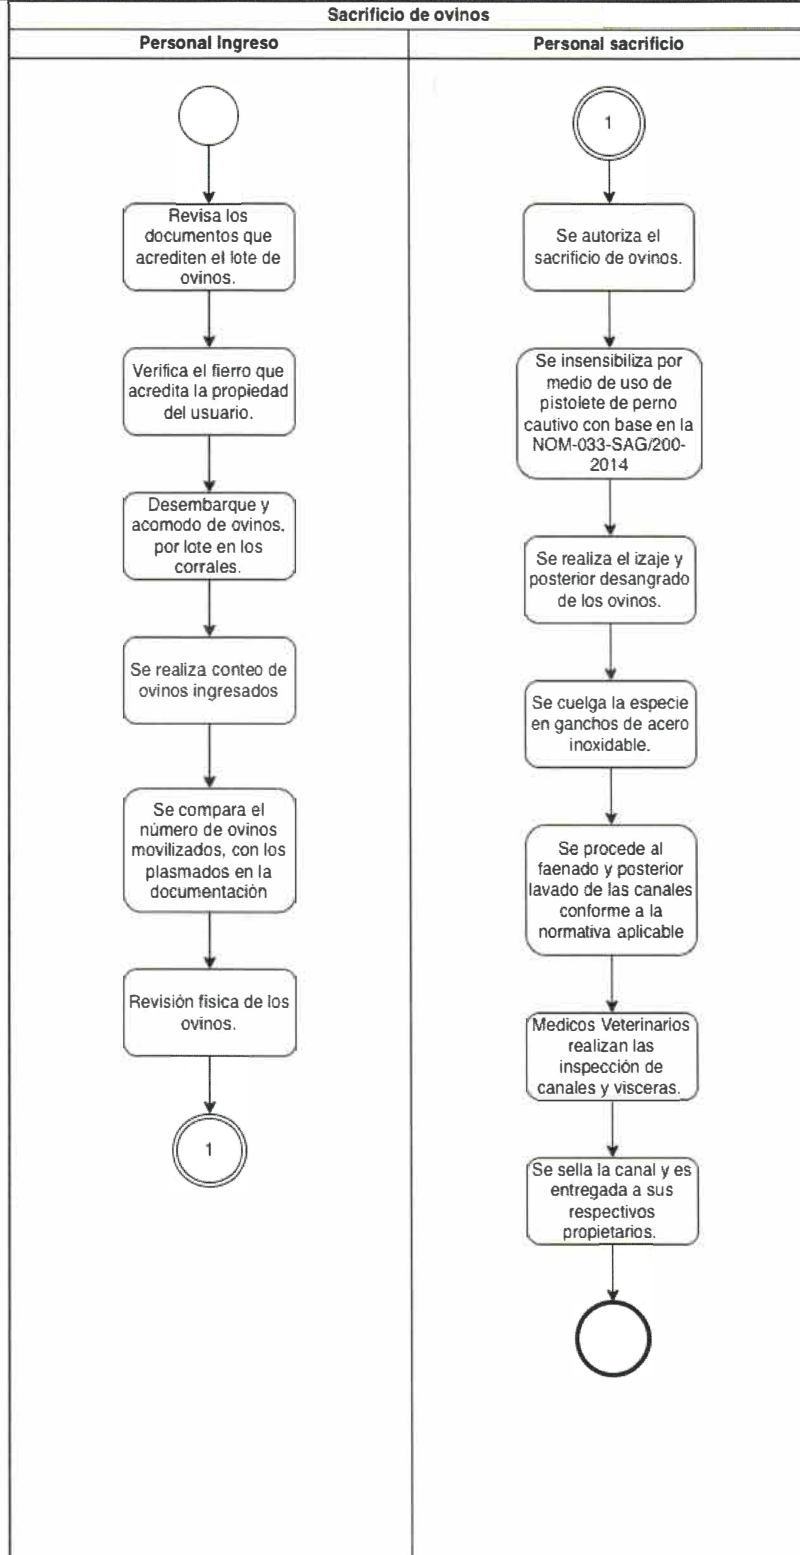 Sacrificio de ovinos
Personal Ingreso
Personal sacrificio
Revisa los
documentos que
acrediten el lote de
ovinos.
Verifica el fierro que
acredita la propiedad
del usuario.
Desembarque y
acomodo de ovinos,
por lote en los
corrales.
Se realiza conteo de
ovinos ingresados
Se compara el
número de ovinos
movilizados, con los
plasmados en la
documentación
Revisión fisica de los
ovinos.
1
1
Se autoriza el
sacrificio de ovinos.
Se insensibiliza por
medio de uso de
pistolete de perno
cautivo con base en la
NOM-033-SAG/200-
2014
Se realiza el izaje y
posterior desangrado
de los ovinos.
Se cuelga la especie
en ganchos de acero
inoxidable.
Se procede al
faenado y posterior
lavado de las canales
conforme a la
normativa aplicable
Medicos Veterinarios
realizan las
inspección de
canales y visceras.
Se sella la canal y es
entregada a sus
respectivos
propietarios.